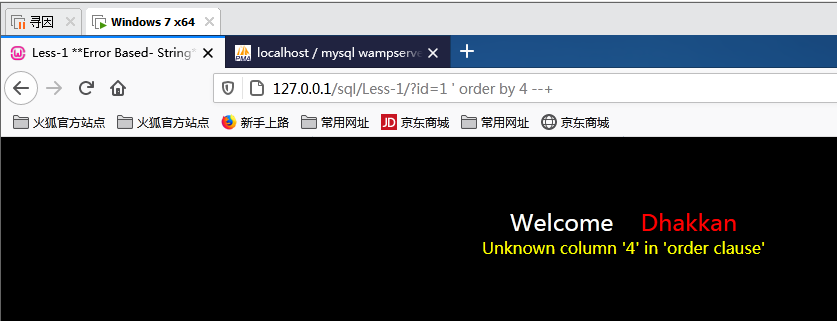 寻因 Windows 7 x64
Less-1 **Error Based- String* localhost / mysql wampserve
127.0.0.1/sql/Less-1/?id=1 ' order by 4 --+
火狐官方站点 火狐官方站点 新手上路 常用网址 JD 京东商城 常用网址 京东商城
Welcome Dhakkan
Unknown column '4' in 'order clause'